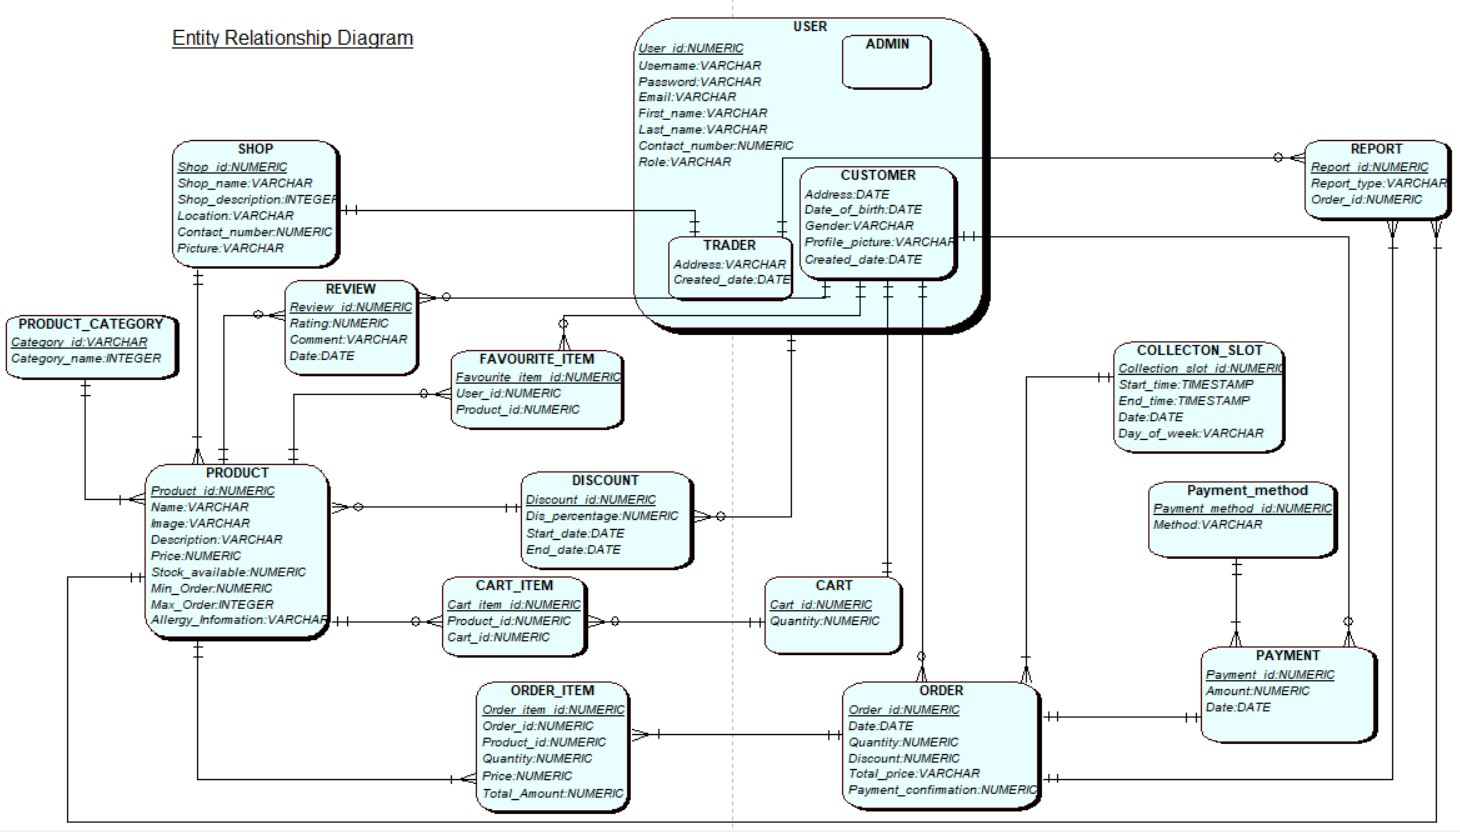 Entity Relationship Diagram
USER
User_id:NUMERIC
Username:VARCHAR
Password:VARCHAR
Email:VARCHAR
First_name:VARCHAR
Last_name:VARCHAR
Contact_number:NUMERIC
Role:VARCHAR
ADMIN
SHOP
Shop_id:NUMERIC
Shop_name:VARCHAR
Shop_description:INTEGER
Location:VARCHAR
Contact_number:NUMERIC
Picture:VARCHAR
CUSTOMER
Address:DATE
Date_of_birth:DATE
Gender:VARCHAR
Profile_picture:VARCHAR
Created_date:DATE
TRADER
Address:VARCHAR
Created_date:DATE
REPORT
Report_id:NUMERIC
Report_type:VARCHAR
Order_id:NUMERIC
REVIEW
Review_id:NUMERIC
Rating:NUMERIC
Comment:VARCHAR
Date:DATE
PRODUCT_CATEGORY
Category_id:VARCHAR
Category_name:INTEGER
FAVOURITE_ITEM
Favourite_item_id:NUMERIC
User_id:NUMERIC
Product_id:NUMERIC
COLLECTON_SLOT
Collection_slot_id:NUMERIC
Start_time:TIMESTAMP
End_time:TIMESTAMP
Date:DATE
Day_of_week:VARCHAR
PRODUCT
Product_id:NUMERIC
Name:VARCHAR
Image:VARCHAR
Description:VARCHAR
Price:NUMERIC
Stock_available:NUMERIC
Min_Order:NUMERIC
Max_Order:INTEGER
Allergy_Information:VARCHAR
DISCOUNT
Discount_id:NUMERIC
Dis_percentage:NUMERIC
Start_date:DATE
End_date:DATE
Payment_method
Payment_method_id:NUMERIC
Method:VARCHAR
CART_ITEM
Cart_item_id:NUMERIC
Product_id:NUMERIC
Cart_id:NUMERIC
CART
Cart_id:NUMERIC
Quantity:NUMERIC
PAYMENT
Payment_id:NUMERIC
Amount:NUMERIC
Date:DATE
ORDER_ITEM
Order_item_id:NUMERIC
Order_id:NUMERIC
Product_id:NUMERIC
Quantity:NUMERIC
Price:NUMERIC
Total_Amount:NUMERIC
ORDER
Order_id:NUMERIC
Date:DATE
Quantity:NUMERIC
Discount:NUMERIC
Total_price:VARCHAR
Payment_confirmation:NUMERIC